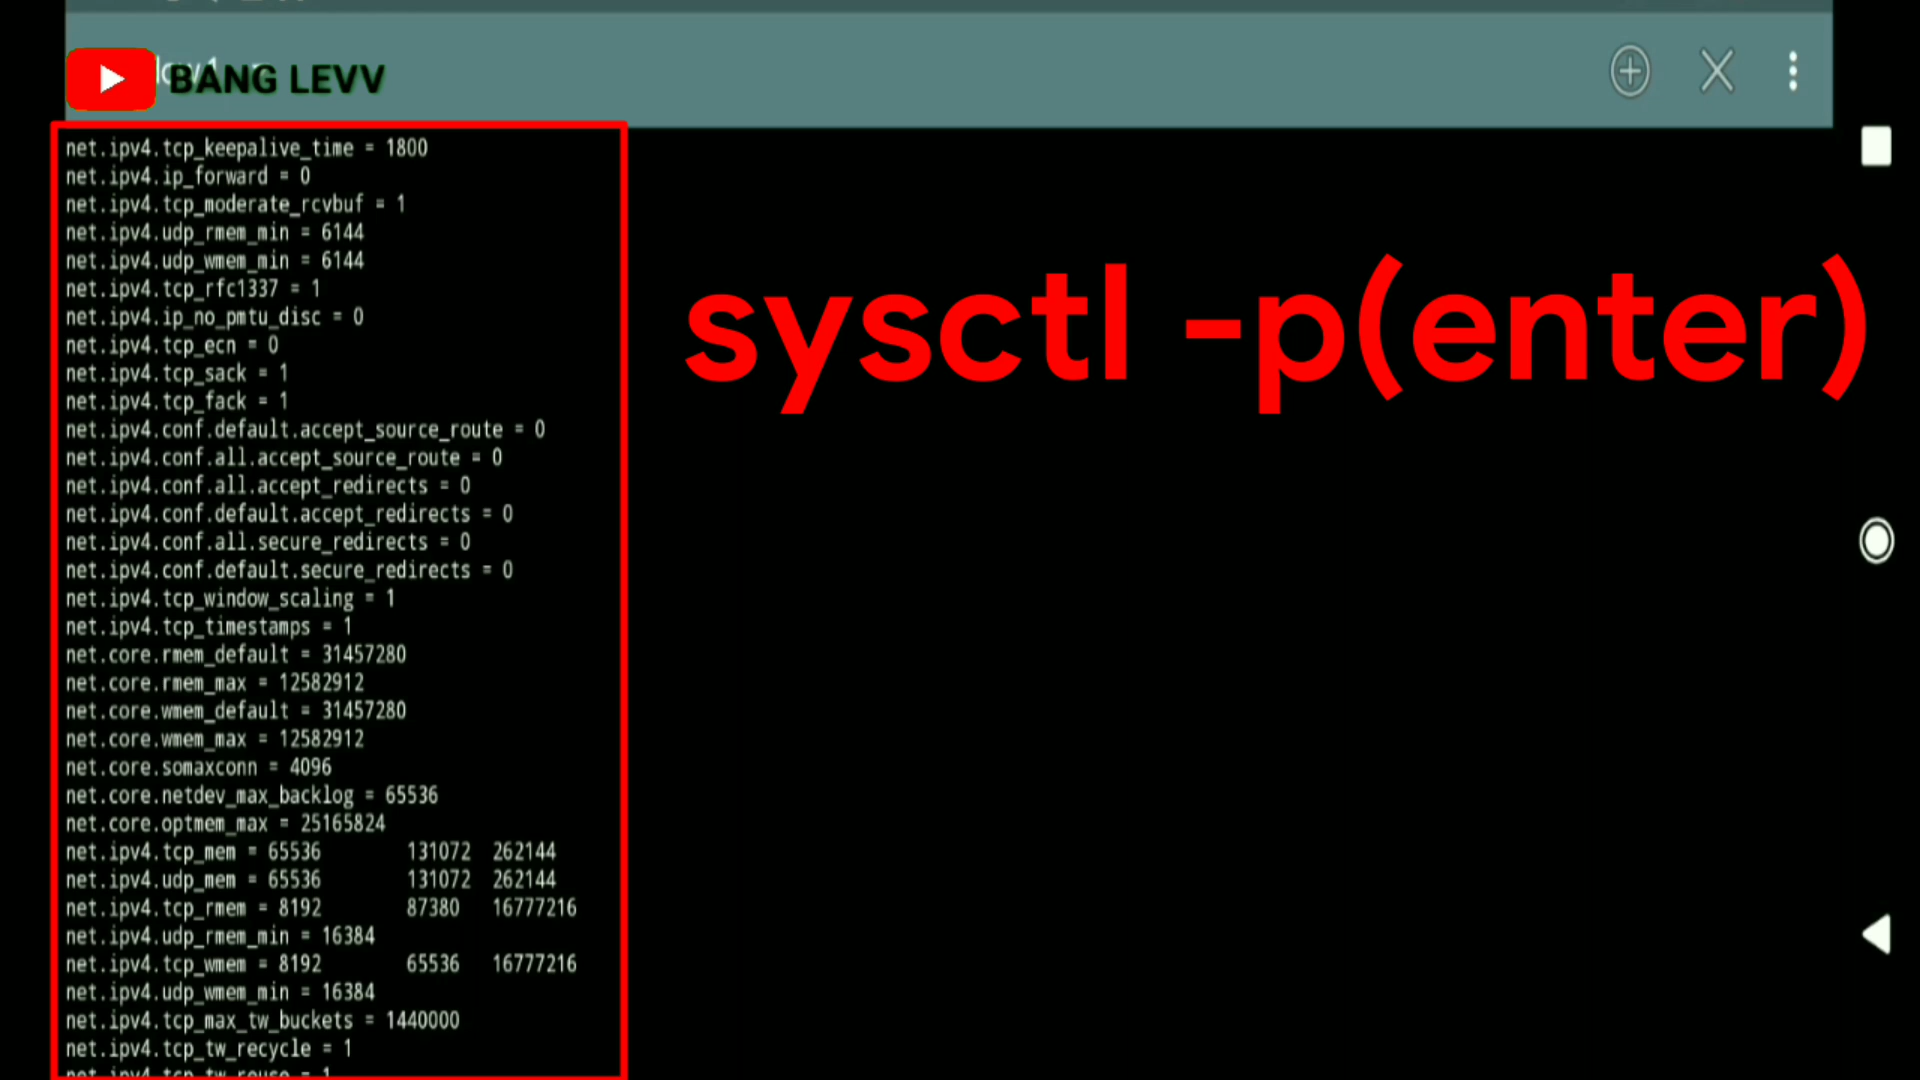 BANG LEVV
net.ipv4.tcp_keepalive_time = 1800
net.ipv4.ip_forward = 0
net.ipv4.tcp_moderate_rcvbuf = 1
net.ipv4.udp_rmem_min = 6144
net.ipv4.udp_wmem_min = 6144
net.ipv4.tcp_rfc1337 = 1
net.ipv4.ip_no_pmtu_disc = 0
net.ipv4.tcp_ecn = 0
net.ipv4.tcp_sack = 1
net.ipv4.tcp_fack = 1
net.ipv4.conf.default.accept_source_route = 0
net.ipv4.conf.all.accept_source_route = 0
net.ipv4.conf.all.accept_redirects = 0
net.ipv4.conf.default.accept_redirects = 0
net.ipv4.conf.all.secure_redirects = 0
net.ipv4.conf.default.secure_redirects = 0
net.ipv4.tcp_window_scaling = 1
net.ipv4.tcp_timestamps = 1
net.core.rmem_default = 31457280
net.core.rmem_max = 12582912
net.core.wmem_default = 31457280
net.core.wmem_max = 12582912
net.core.somaxconn = 4096
net.core.netdev_max_backlog = 65536
net.core.optmem_max = 25165824
net.ipv4.tcp_mem = 65536 131072 262144
net.ipv4.udp_mem = 65536 131072 262144
net.ipv4.tcp_rmem = 8192 87380 16777216
net.ipv4.udp_rmem_min = 16384
net.ipv4.tcp_wmem = 8192 65536 16777216
net.ipv4.udp_wmem_min = 16384
net.ipv4.tcp_max_tw_buckets = 1440000
net.ipv4.tcp_tw_recycle = 1
net.ipv4.tcp_tw_reuse = 1
sysctl -p(enter)